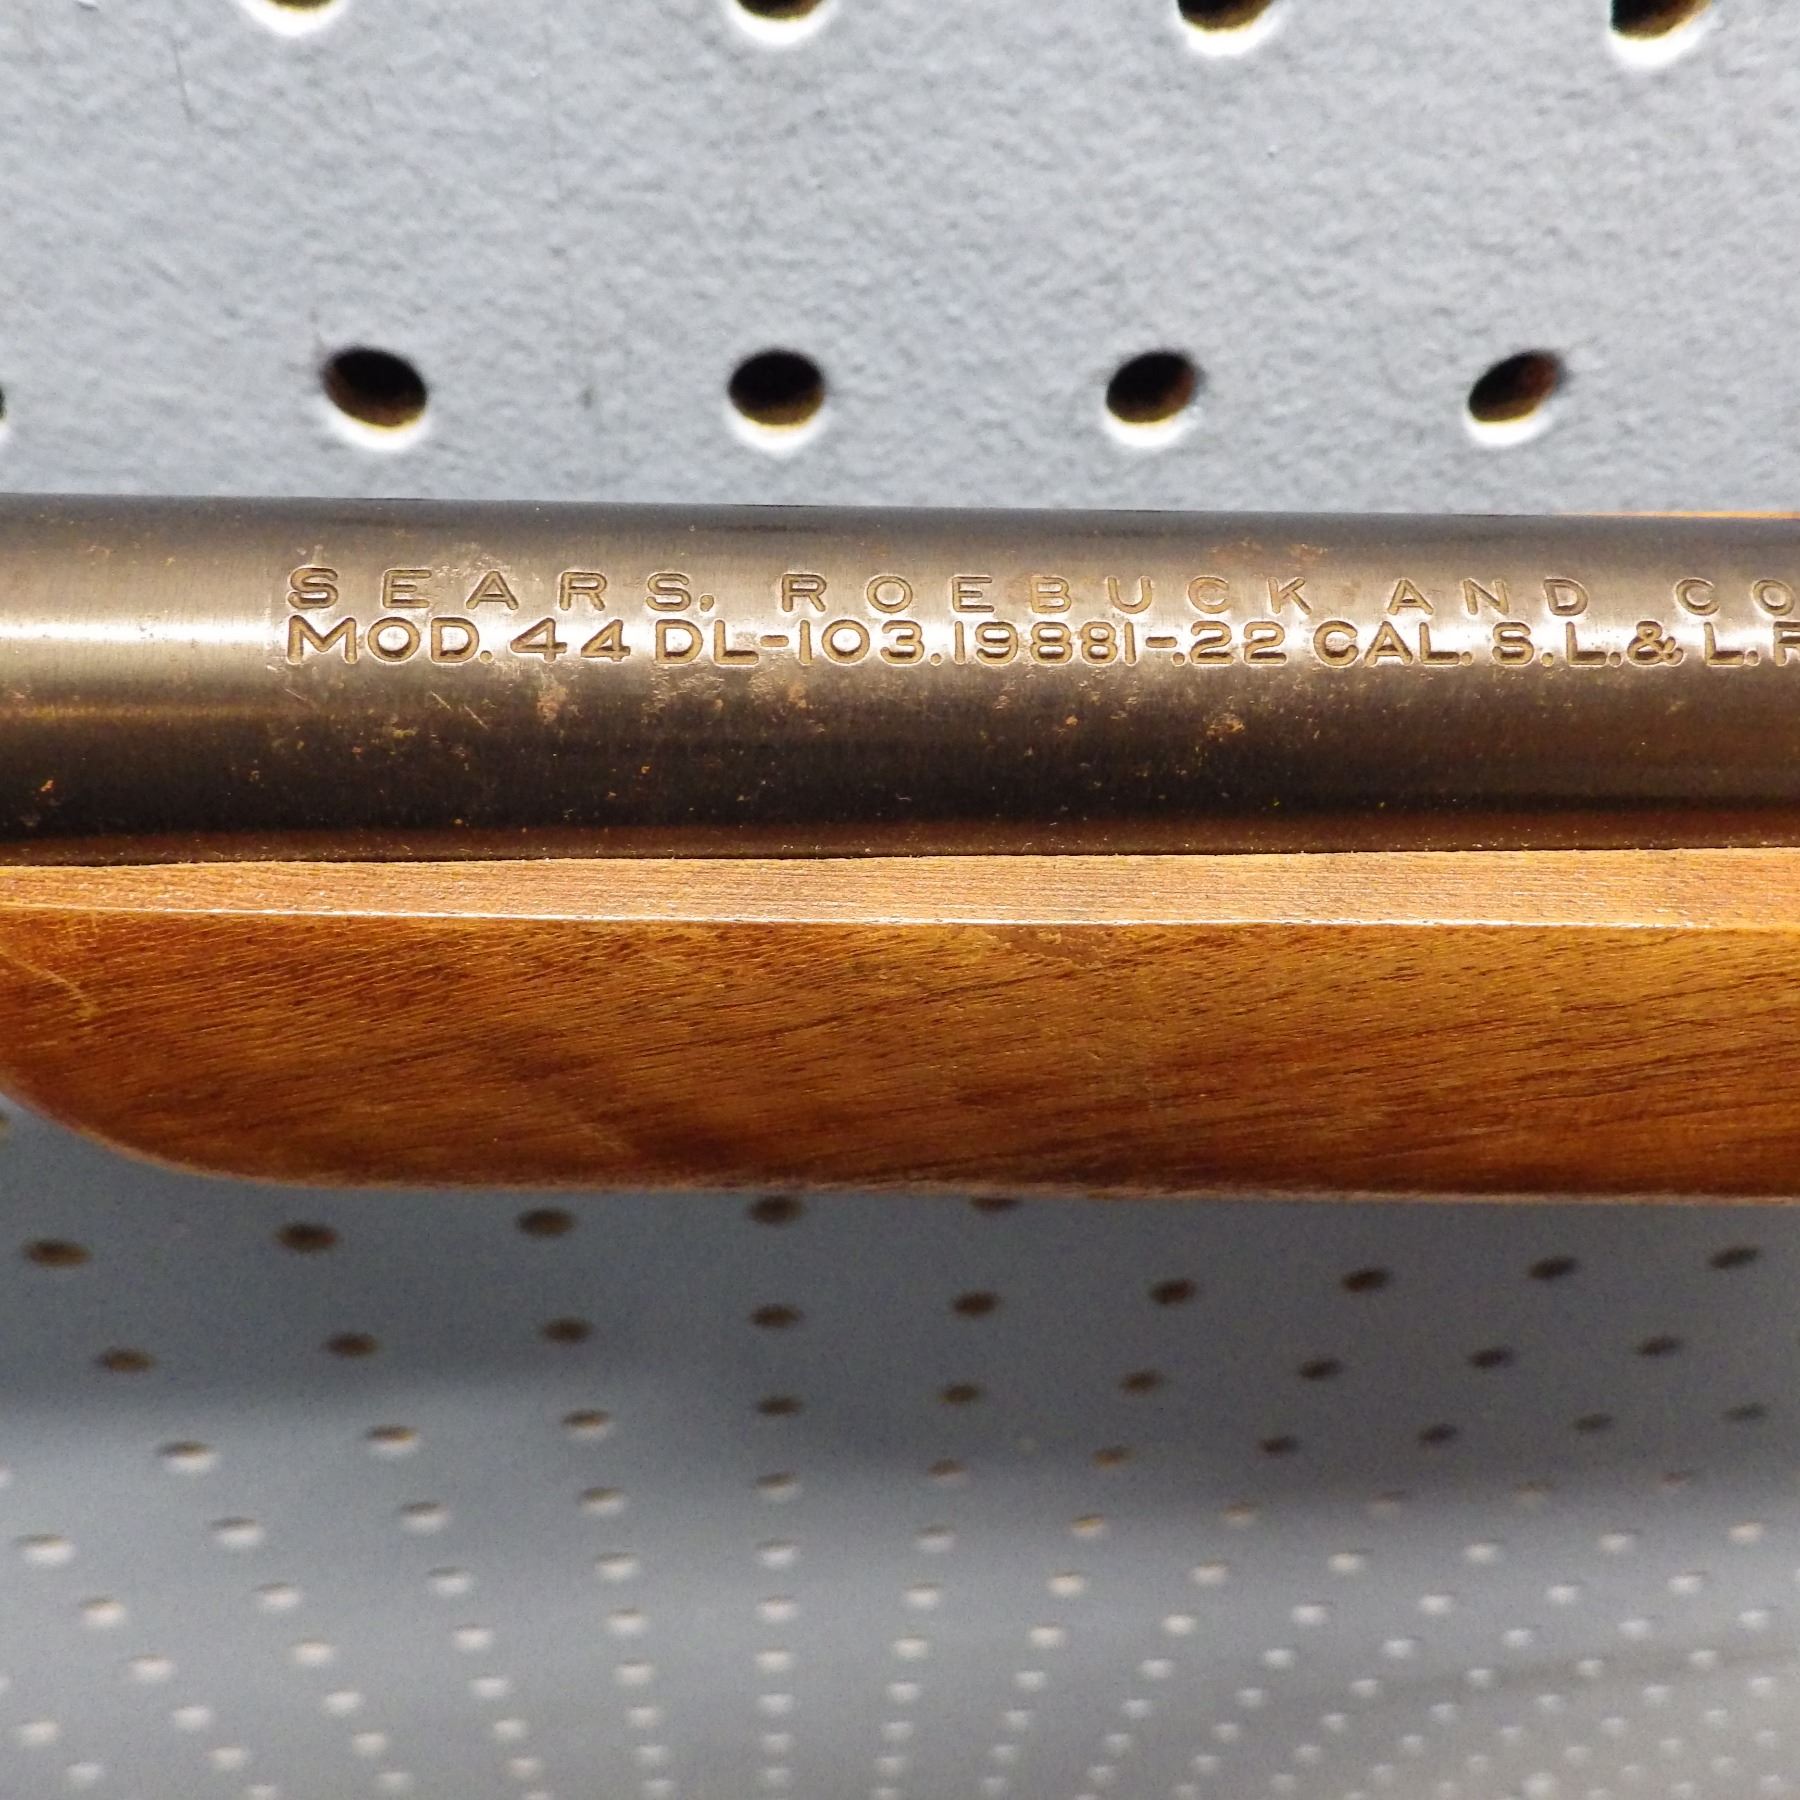 SEARS, ROEBUCK AND CO
MOD. 44 DL-103.19881-.22 CAL. S.L.& L.R